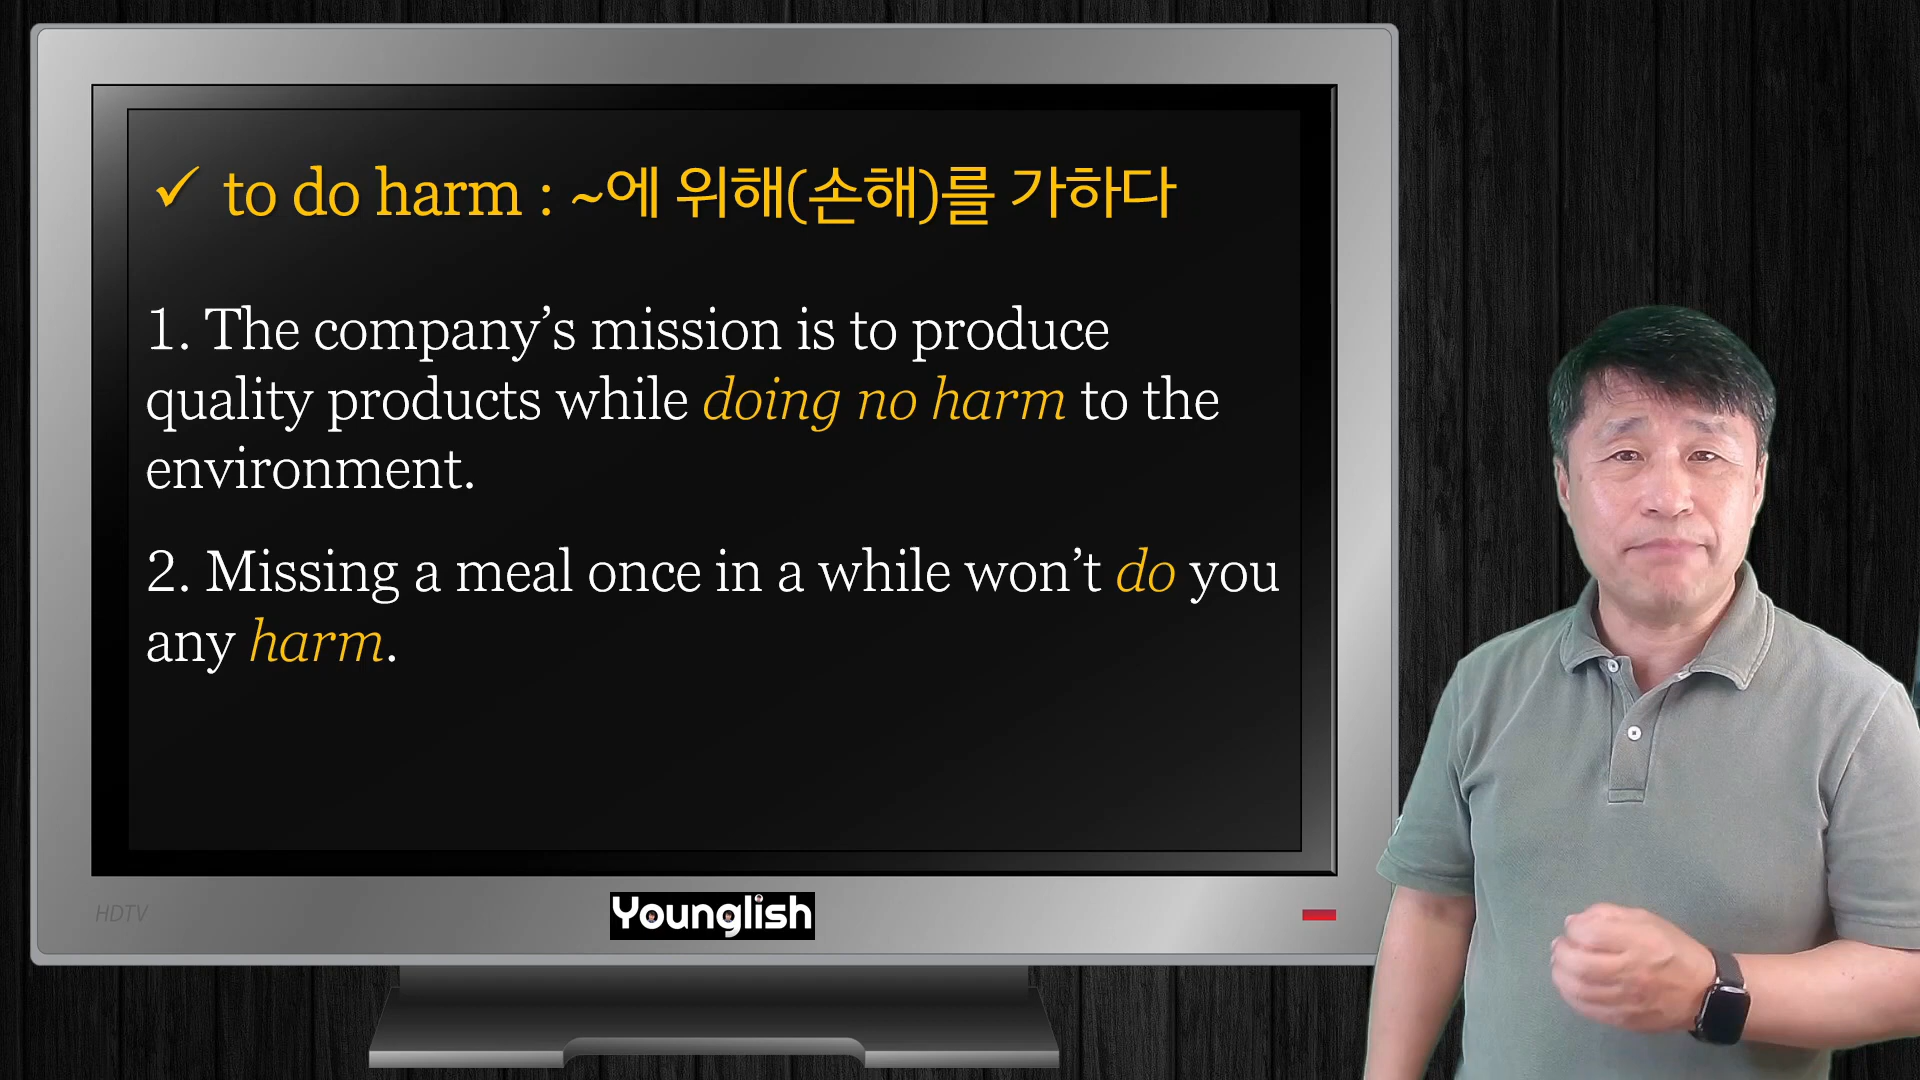 ✓ to do harm : ~에 위해(손해)를 가하다
1. The company’s mission is to produce
quality products while doing no harm to the
environment.
2. Missing a meal once in a while won’t do you
any harm.
HDTV
Younglish